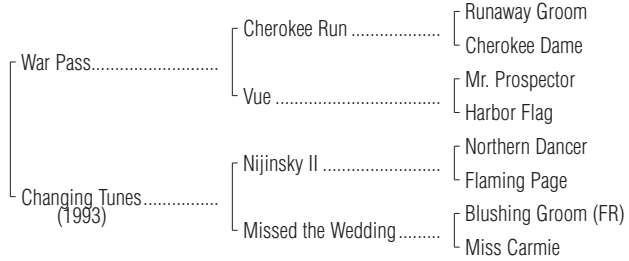 Runaway Groom
Cherokee Run ....................
Cherokee Dame
War Pass.............................
Mr. Prospector
Vue .....................................
Harbor Flag
Northern Dancer
Nijinsky II ..........................
Flaming Page
Changing Tunes.................
(1993)
Blushing Groom (FR)
Missed the Wedding.........
Miss Carmie